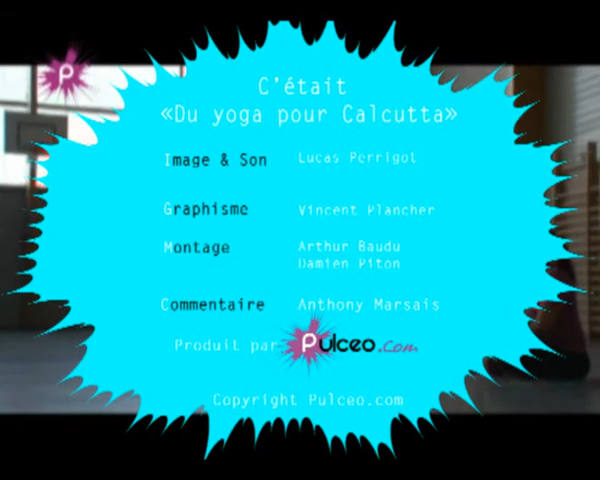 P
C'était
«Du yoga pour Calcutta»
Image & Son Lucas Perrigot
Graphisme Vincent Plancher
Montage Arthur Baudu
Damien Piton
Commentaire Anthony Marsais
Produit par Pulceo.com
Copyright Pulceo.com